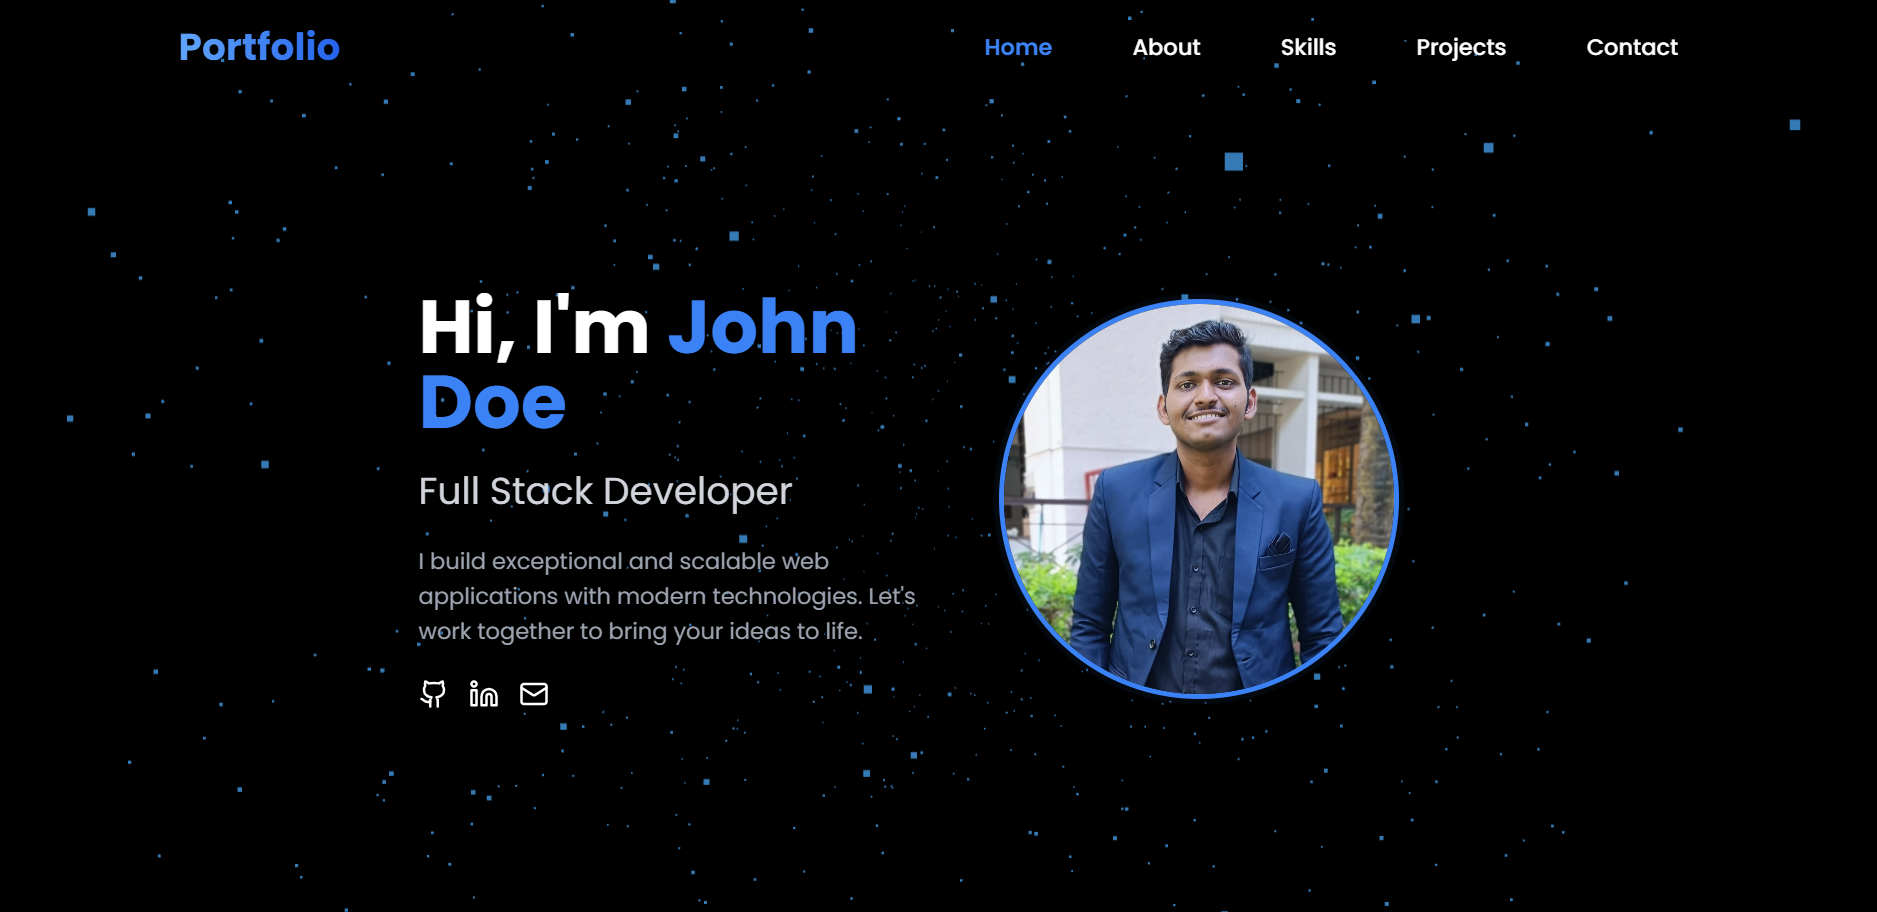 Portfolio
Home
About
Skills
Projects
Contact
Hi, I'm John
Doe
Full Stack Developer
I build exceptional and scalable web
applications with modern technologies. Let's
work together to bring your ideas to life.
in